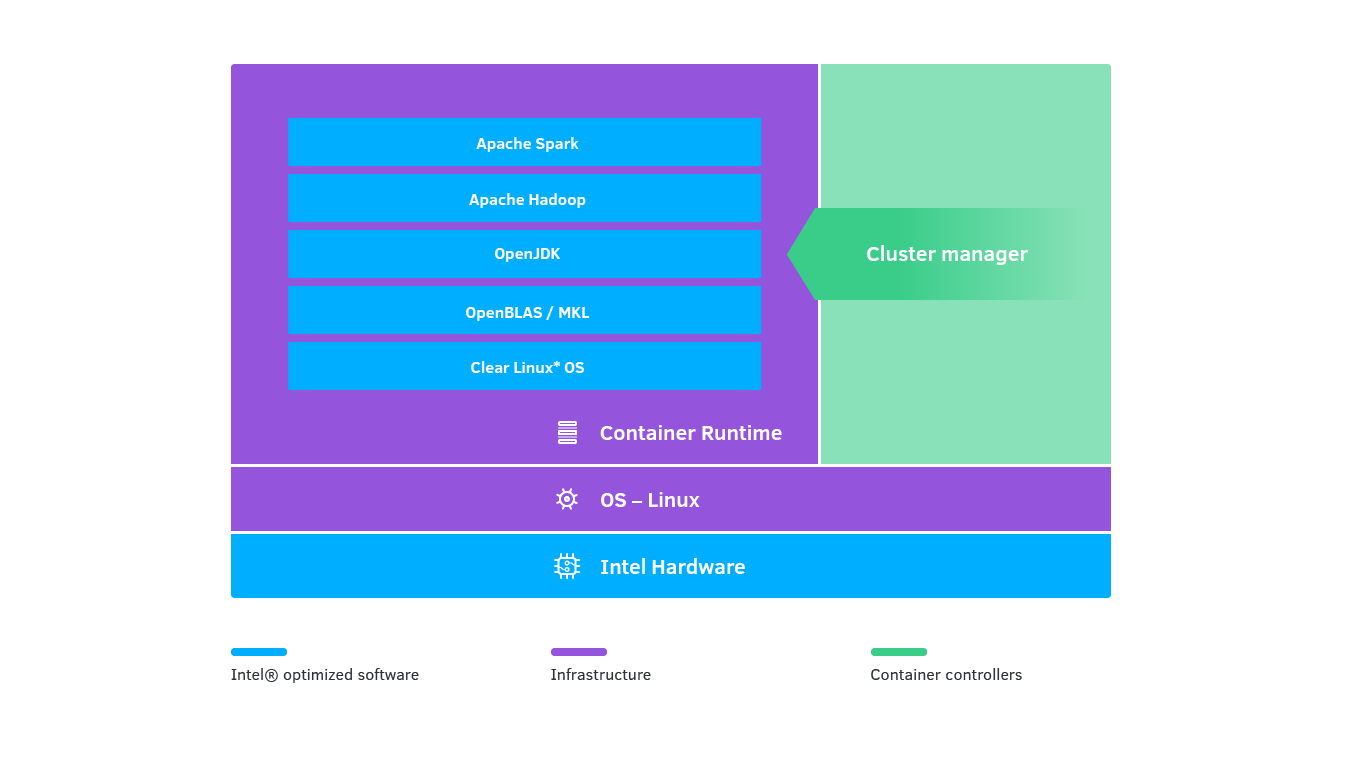 Apache Spark
Apache Hadoop
OpenJDK
Cluster manager
OpenBLAS / MKL
Clear Linux* OS
Container Runtime
OS – Linux
Intel Hardware
Intel® optimized software
Infrastructure
Container controllers